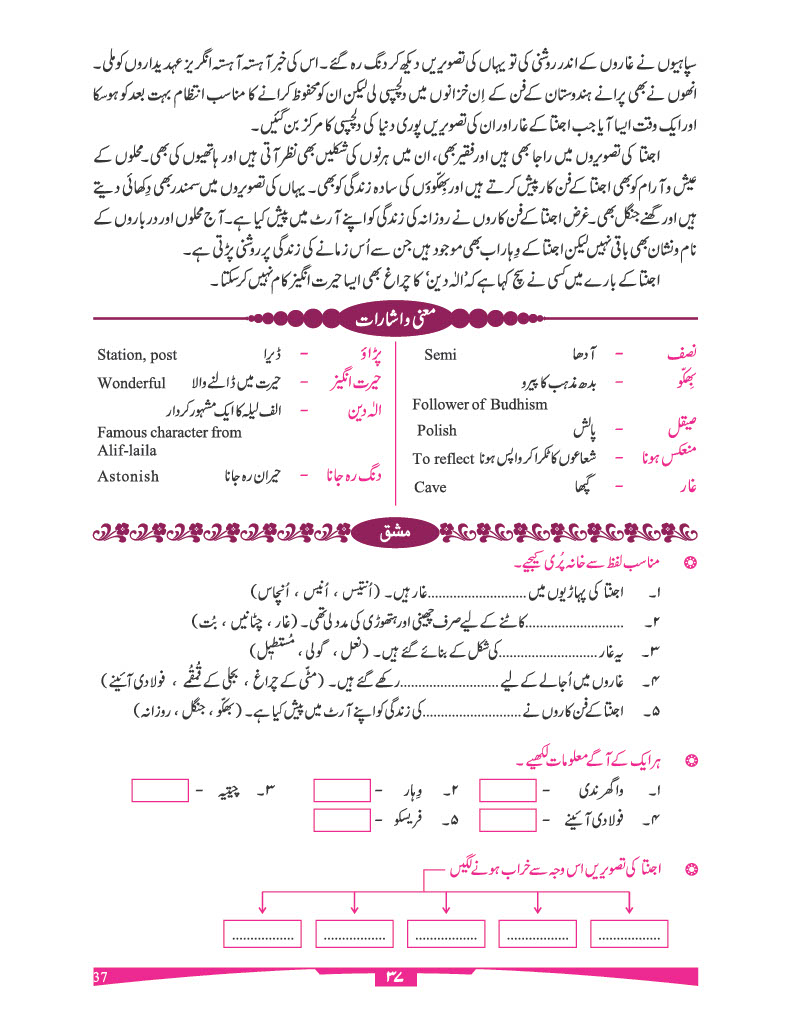 سپاہیوں نے غاروں کے اندر روشنی کی تو یہاں کی تصویریں دیکھ کر دنگ رہ گئے۔ اس کی خبر آہستہ آہستہ انگریز عہدیداروں کو ملی۔
انھوں نے بھی پرانے ہندوستان کے فن کے اِن خزانوں میں دلچسپی لی لیکن ان کو محفوظ کرانے کا مناسب انتظام بہت بعد کو ہو سکا
اور ایک وقت ایسا آیا جب اجنتا کے غار اور ان کی تصویریں پوری دنیا کی دلچسپی کا مرکز بن گئیں۔
اجنتا کی تصویروں میں راجا بھی ہیں اور فقیر بھی، ان میں ہرنوں کی شکلیں بھی نظر آتی ہیں اور ہاتھیوں کی بھی۔ محلوں کے
عیش و آرام کو بھی اجنتا کے فن کار پیش کرتے ہیں اور بِھکّوؤں کی سادہ زندگی کو بھی۔ یہاں کی تصویروں میں سمندر بھی دِکھائی دیتے
ہیں اور گھنے جنگل بھی۔ غرض اجنتا کے فن کاروں نے روزانہ کی زندگی کو اپنے آرٹ میں پیش کیا ہے۔ آج محلوں اور درباروں کے
نام و نشان بھی باقی نہیں لیکن اجنتا کے وِہار اب بھی موجود ہیں جن سے اُس زمانے کی زندگی پر روشنی پڑتی ہے۔
اجنتا کے بارے میں کسی نے سچ کہا ہے کہ 'الٰہ دین' کا چراغ بھی ایسا حیرت انگیز کام نہیں کر سکتا۔
معنی و اشارات
نصف – آدھا Semi
بِھکّو – بدھ مذہب کا پیرو
Follower of Budhism
صیقل – پالش Polish
منعکس ہونا – شعاعوں کا ٹکرا کر واپس ہونا To reflect
غار – گپھا Cave
پڑاؤ – ڈیرا Station, post
حیرت انگیز – حیرت میں ڈالنے والا Wonderful
الٰہ دین – الف لیلہ کا ایک مشہور کردار
Famous character from
Alif-laila
دنگ رہ جانا – حیران رہ جانا Astonish
مشق
مناسب لفظ سے خانہ پُری کیجیے۔
۱۔ اجنتا کی پہاڑیوں میں ........................... غار ہیں۔ (اُنتیس ، اُنیس ، اُنچاس)
۲۔ ........................... کاٹنے کے لیے صرف چھینی اور ہتھوڑی کی مدد لی تھی۔ (غار ، چٹانیں ، بُت)
۳۔ یہ غار ........................... کی شکل کے بنائے گئے ہیں۔ (نعل ، گولی ، مُستطیل)
۴۔ غاروں میں اُجالے کے لیے ........................... رکھے گئے ہیں۔ (مٹّی کے چراغ ، بجلی کے قُمقُمے ، فولادی آئینے)
۵۔ اجنتا کے فن کاروں نے ........................... کی زندگی کو اپنے آرٹ میں پیش کیا ہے۔ (بھکّو ، جنگل ، روزانہ)
ہر ایک کے آگے معلومات لکھیے۔
۱۔ واگھر ندی – ۲۔ وِہار – ۳۔ چیتیہ –
۴۔ فولادی آئینے – ۵۔ فریسکو –
اجنتا کی تصویریں اس وجہ سے خراب ہونے لگیں
................. ................. ................. ................. .................
37 ۳۷